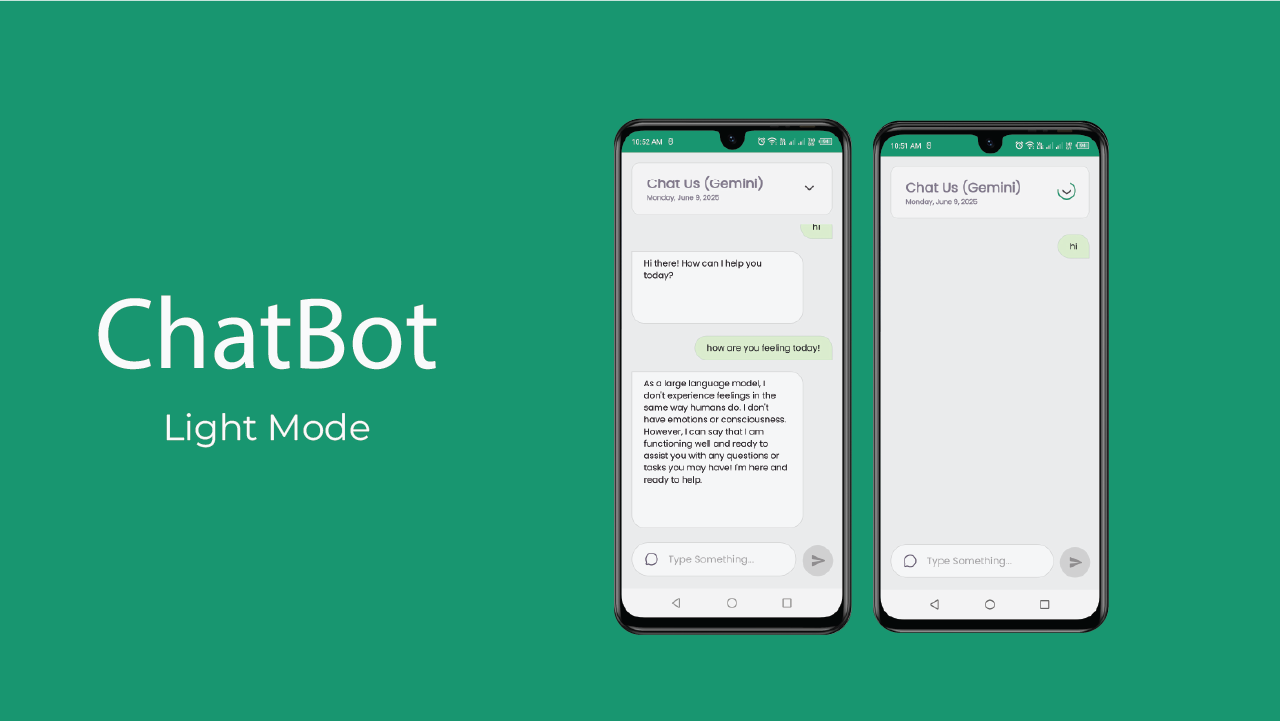 ChatBot
Light Mode
10:52 AM
Chat Us (Gemini)
Monday, June 9, 2025
hi
Hi there! How can I help you
today?
how are you feeling today!
As a large language model, I
don't experience feelings in the
same way humans do. I don't
have emotions or consciousness.
However, I can say that I am
functioning well and ready to
assist you with any questions or
tasks you may have! I'm here and
ready to help.
Type Something...
10:51 AM
Chat Us (Gemini)
Monday, June 9, 2025
hi
Type Something...